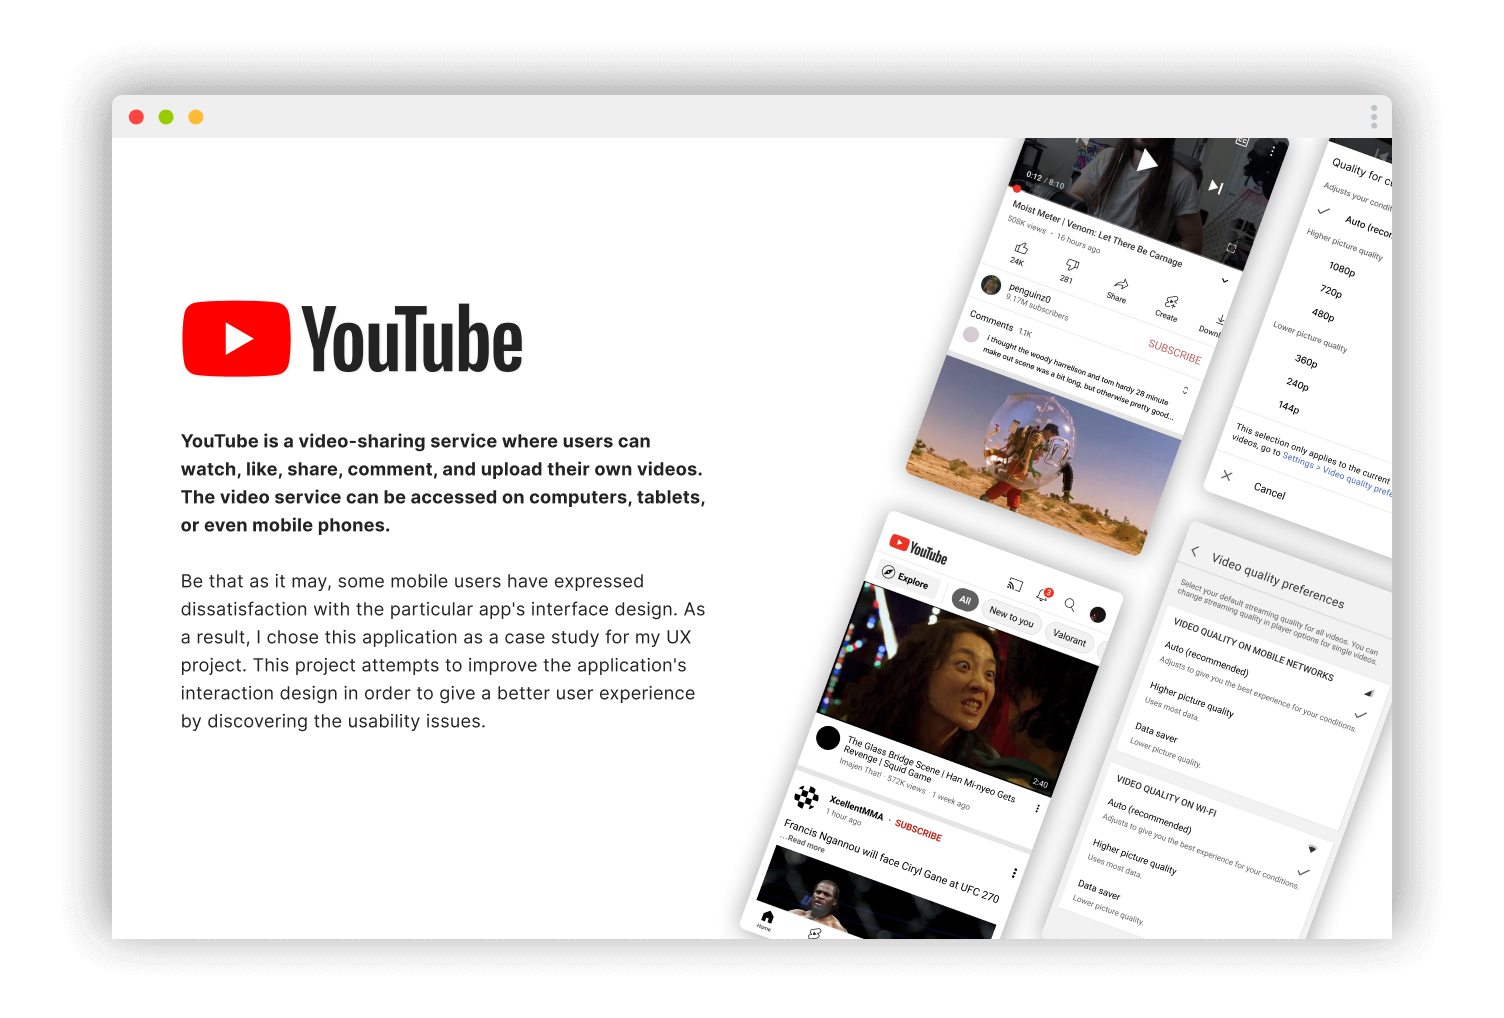 YouTube
YouTube is a video-sharing service where users can
watch, like, share, comment, and upload their own videos.
The video service can be accessed on computers, tablets,
or even mobile phones.
Be that as it may, some mobile users have expressed
dissatisfaction with the particular app's interface design. As
a result, I chose this application as a case study for my UX
project. This project attempts to improve the application's
interaction design in order to give a better user experience
by discovering the usability issues.
0:12 / 8:10
Moist Meter | Venom: Let There Be Carnage
508K views · 16 hours ago
24K
281
Share
Create
penguinz0
9.17M subscribers
SUBSCRIBE
Comments 1.1K
i thought the woody harrellson and tom hardy 28 minute
make out scene was a bit long, but otherwise pretty good...
Adjusts your
Auto
Higher picture quality
1080p
720p
480p
Lower picture quality
360p
240p
144p
This selection only applies to the current
videos, go to Settings > Video quality
Cancel
YouTube
3
Explore
All
New to you
Valorant
2:40
The Glass Bridge Scene | Han Mi-nyeo Gets
Revenge | Squid Game
Imajen That! · 572K views · 1 week ago
XcellentMMA · SUBSCRIBE
1 hour ago
Francis Ngannou will face Ciryl Gane at UFC 270
...Read more
Home
Video quality preferences
Select your default streaming quality for all videos. You can
change streaming quality in player options for single videos.
VIDEO QUALITY ON MOBILE NETWORKS
Auto (recommended)
Adjusts to give you the best experience for your conditions.
Higher picture quality
Uses most data.
Data saver
Lower picture quality.
VIDEO QUALITY ON WI-FI
Auto (recommended)
Adjusts to give you the best experience for your conditions.
Higher picture quality
Uses most data.
Data saver
Lower picture quality.